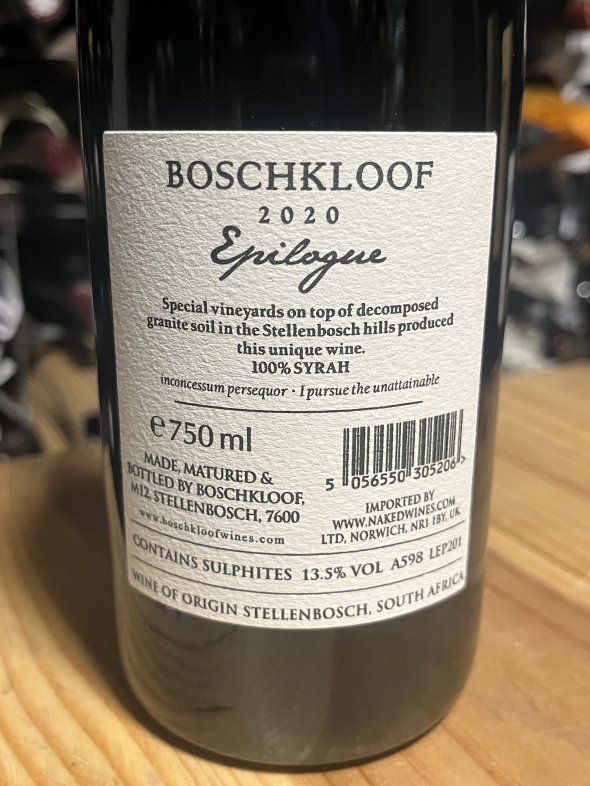 BOSCHKLOOF
2020
Epilogue
Special vineyards on top of decomposed
granite soil in the Stellenbosch hills produced
this unique wine.
100% SYRAH
inconcessum persequor · I pursue the unattainable
e 750 ml
MADE, MATURED &
BOTTLED BY BOSCHKLOOF,
M12, STELLENBOSCH, 7600
www.boschkloofwines.com
5 056550 305206 >
IMPORTED BY
WWW.NAKEDWINES.COM
LTD, NORWICH, NR1 1BY, UK
CONTAINS SULPHITES 13.5% VOL A598 LEP201
WINE OF ORIGIN STELLENBOSCH, SOUTH AFRICA